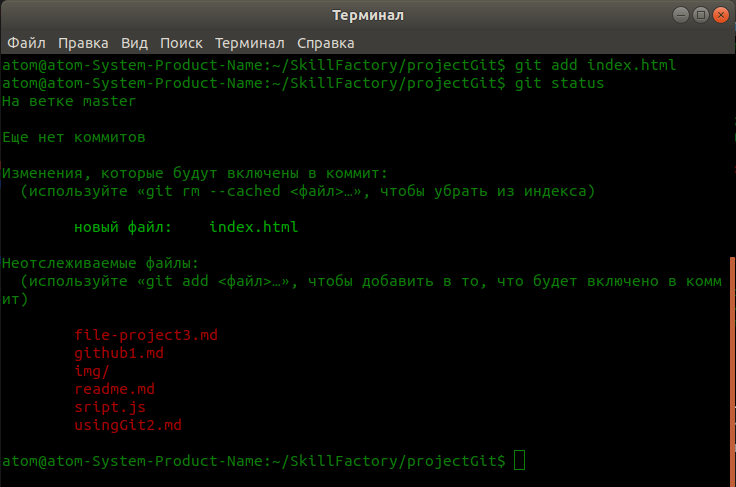 Терминал
Файл Правка Вид Поиск Терминал Справка
atom@atom-System-Product-Name:~/SkillFactory/projectGit$ git add index.html
atom@atom-System-Product-Name:~/SkillFactory/projectGit$ git status
На ветке master
Еще нет коммитов
Изменения, которые будут включены в коммит:
(используйте «git rm --cached <файл>…», чтобы убрать из индекса)
новый файл:    index.html
Неотслеживаемые файлы:
(используйте «git add <файл>…», чтобы добавить в то, что будет включено в комм
ит)
file-project3.md
github1.md
img/
readme.md
sript.js
usingGit2.md
atom@atom-System-Product-Name:~/SkillFactory/projectGit$